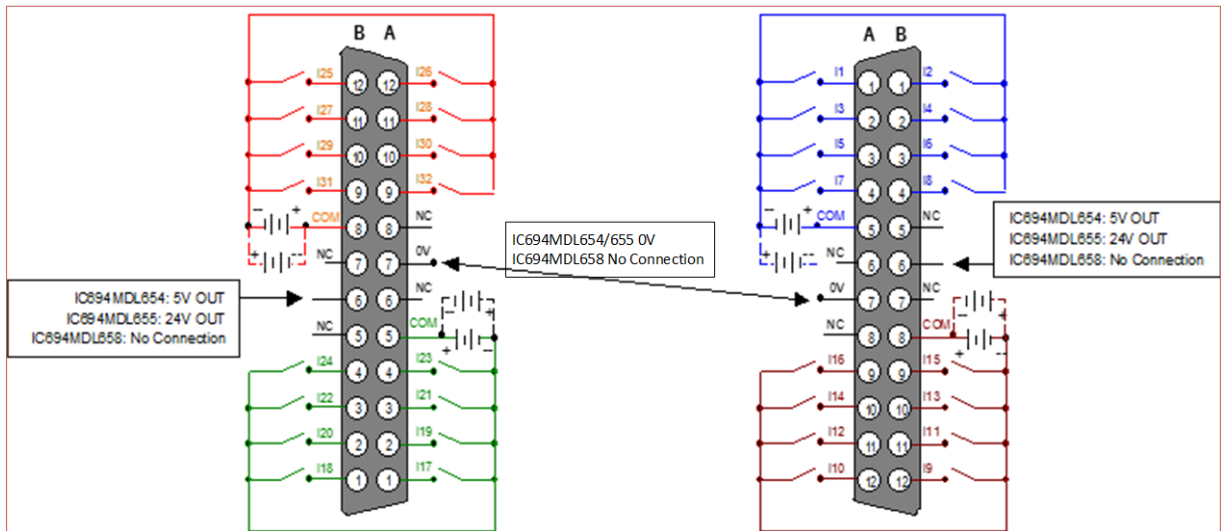 B A
I25 12 12 I26
I27 11 11 I28
I29 10 10 I30
I31 9 9 I32
− + COM 8 8 NC
+ -- NC 7 7 0V
6 6 NC
IC694MDL654: 5V OUT
IC694MDL655: 24V OUT
IC694MDL658: No Connection
NC 5 5 COM
− +
+ --
I24 4 4 I23
I22 3 3 I21
I20 2 2 I19
I18 1 1 I17
IC694MDL654/655 0V
IC694MDL658 No Connection
A B
I1 1 1 I2
I3 2 2 I4
I5 3 3 I6
I7 4 4 I8
− + COM 5 5 NC
+ -- NC 6 6
IC694MDL654: 5V OUT
IC694MDL655: 24V OUT
IC694MDL658: No Connection
0V 7 7 NC
NC 8 8 COM
− +
+ --
I16 9 9 I15
I14 10 10 I13
I12 11 11 I11
I10 12 12 I9